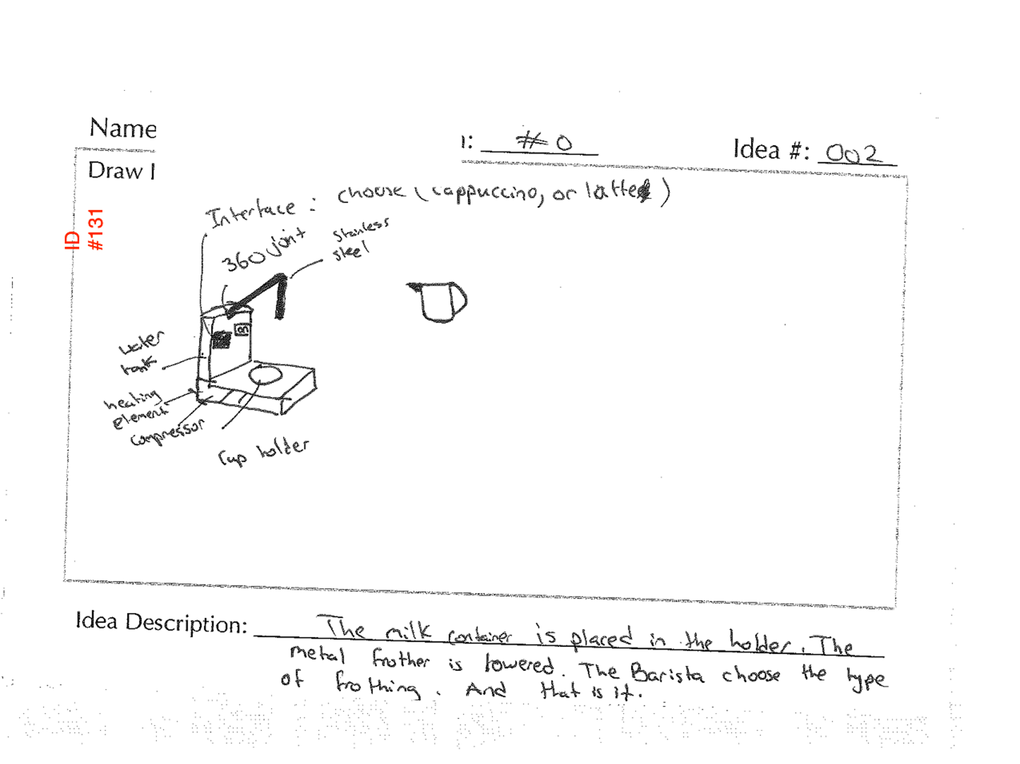 Name
ı: # 0
Idea #: 002
Draw I
ID
#131
Interface : choose (cappuccino, or latte)
360 joint
stainless
steel
on
water
tank
heating
element
compressor
Cup holder
Idea Description: The milk container is placed in the holder. The
metal frother is lowered. The Barista choose the type
of frothing. And that is it.